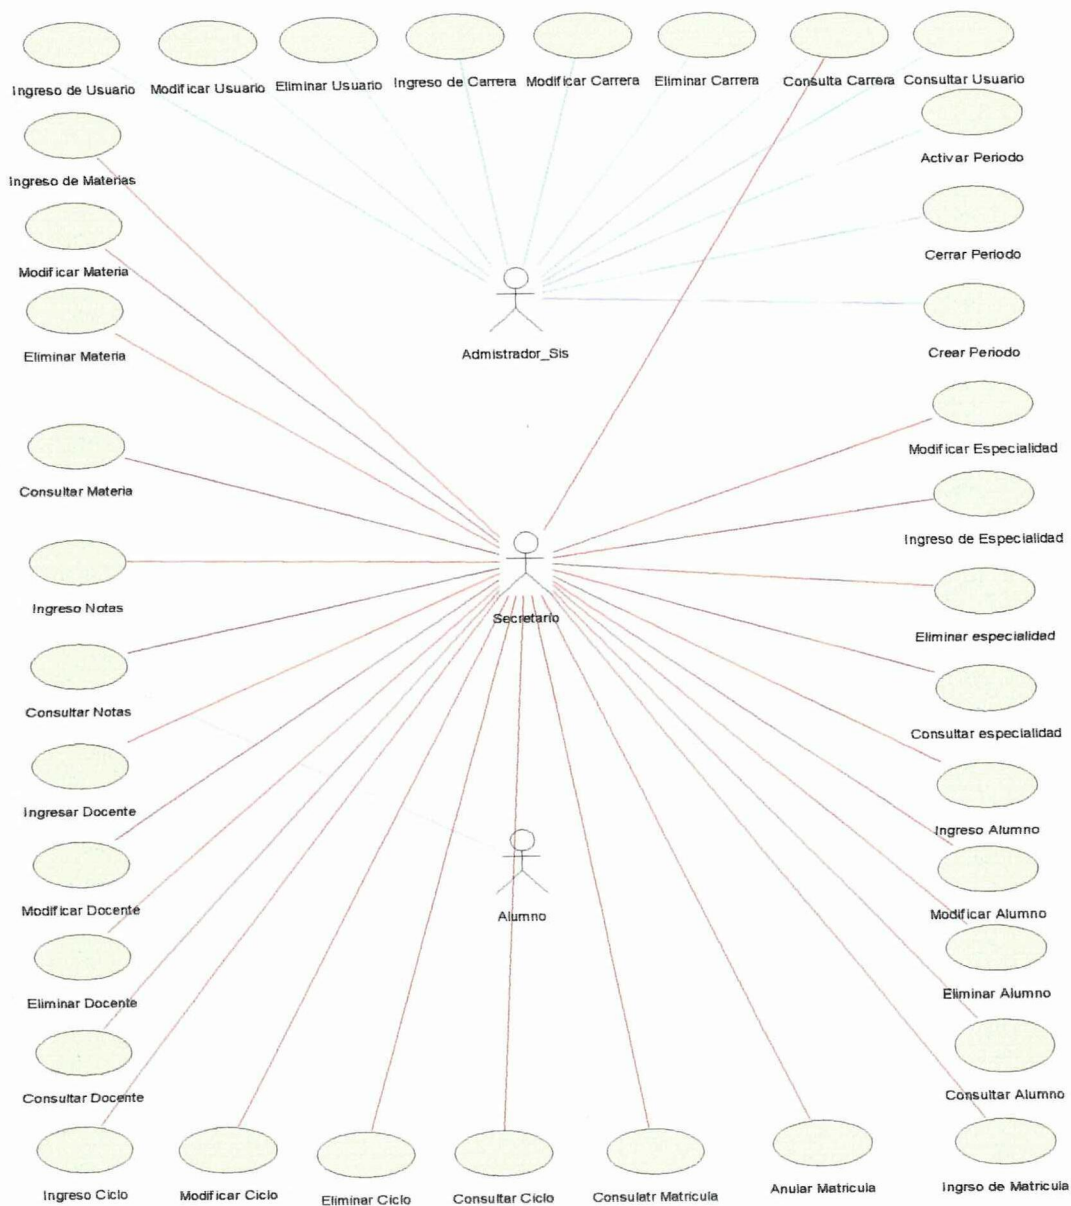 Ingreso de Usuario
Modificar Usuario
Eliminar Usuario
Ingreso de Carrera
Modificar Carrera
Eliminar Carrera
Consulta Carrera
Consultar Usuario
Ingreso de Materias
Activar Periodo
Modificar Materia
Cerrar Periodo
Eliminar Materia
Admistrador_Sis
Crear Periodo
Modificar Especialidad
Consultar Materia
Ingreso de Especialidad
Ingreso Notas
Secretario
Eliminar especialidad
Consultar Notas
Consultar especialidad
Ingresar Docente
Ingreso Alumno
Modificar Docente
Alumno
Modificar Alumno
Eliminar Docente
Eliminar Alumno
Consultar Docente
Consultar Alumno
Ingreso Ciclo
Modificar Ciclo
Eliminar Ciclo
Consultar Ciclo
Consulatr Matricula
Anular Matricula
Ingrso de Matricula